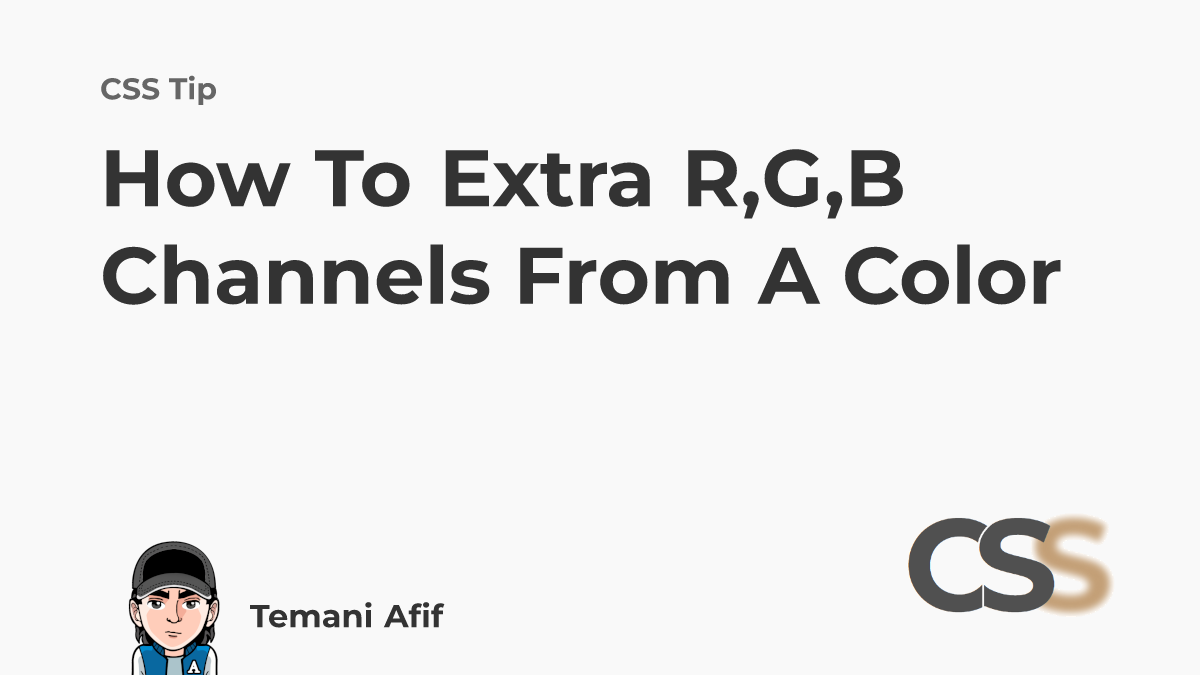 CSS Tip
How To Extra R,G,B
Channels From A Color
CSS
A
Temani Afif